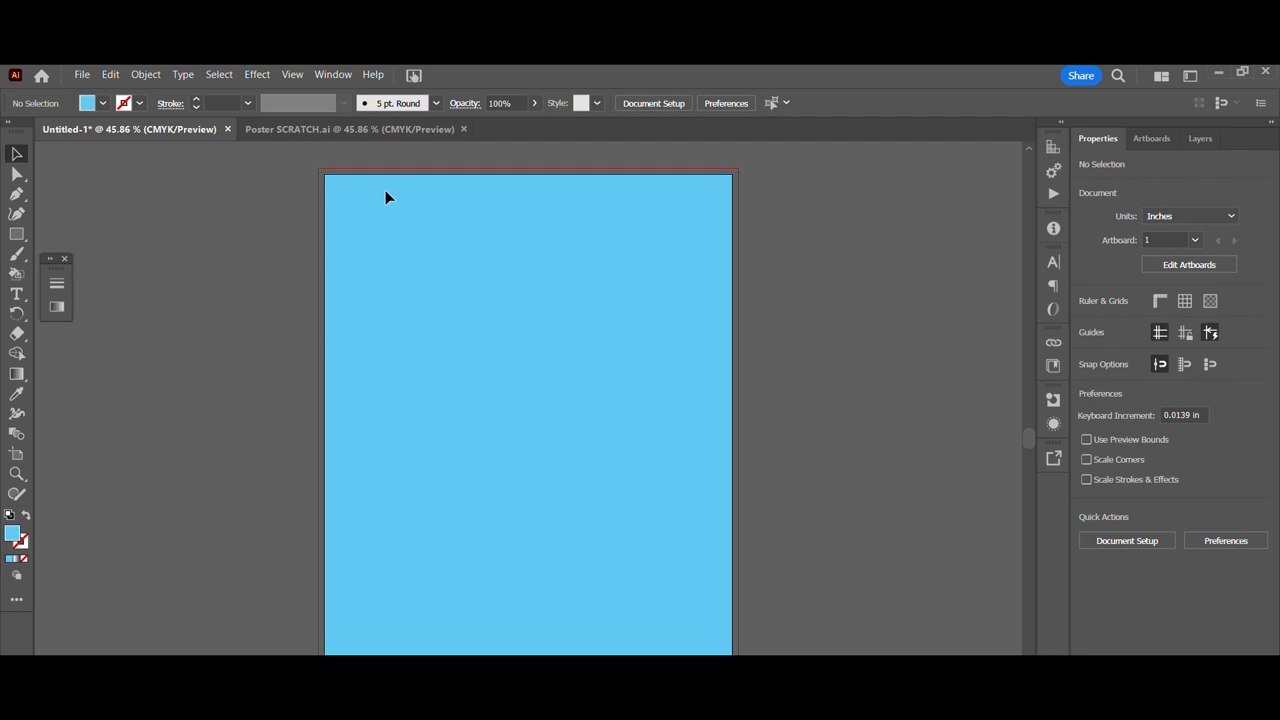 Ai File Edit Object Type Select Effect View Window Help Share
No Selection Stroke: 5 pt. Round Opacity: 100% Style: Document Setup Preferences
Untitled-1* @ 45.86 % (CMYK/Preview) × Poster SCRATCH.ai @ 45.86 % (CMYK/Preview) ×
Properties Artboards Layers
No Selection
Document
Units: Inches
Artboard: 1
Edit Artboards
Ruler & Grids
Guides
Snap Options
Preferences
Keyboard Increment: 0.0139 in
Use Preview Bounds
Scale Corners
Scale Strokes & Effects
Quick Actions
Document Setup Preferences